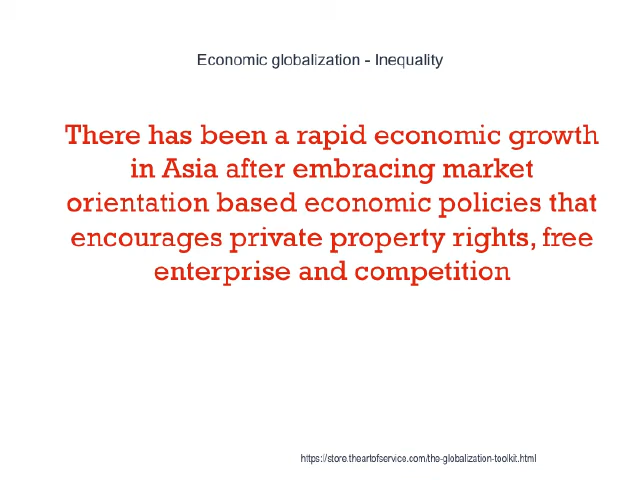 Economic globalization - Inequality
There has been a rapid economic growth
in Asia after embracing market
orientation based economic policies that
encourages private property rights, free
enterprise and competition
https://store.theartofservice.com/the-globalization-toolkit.html